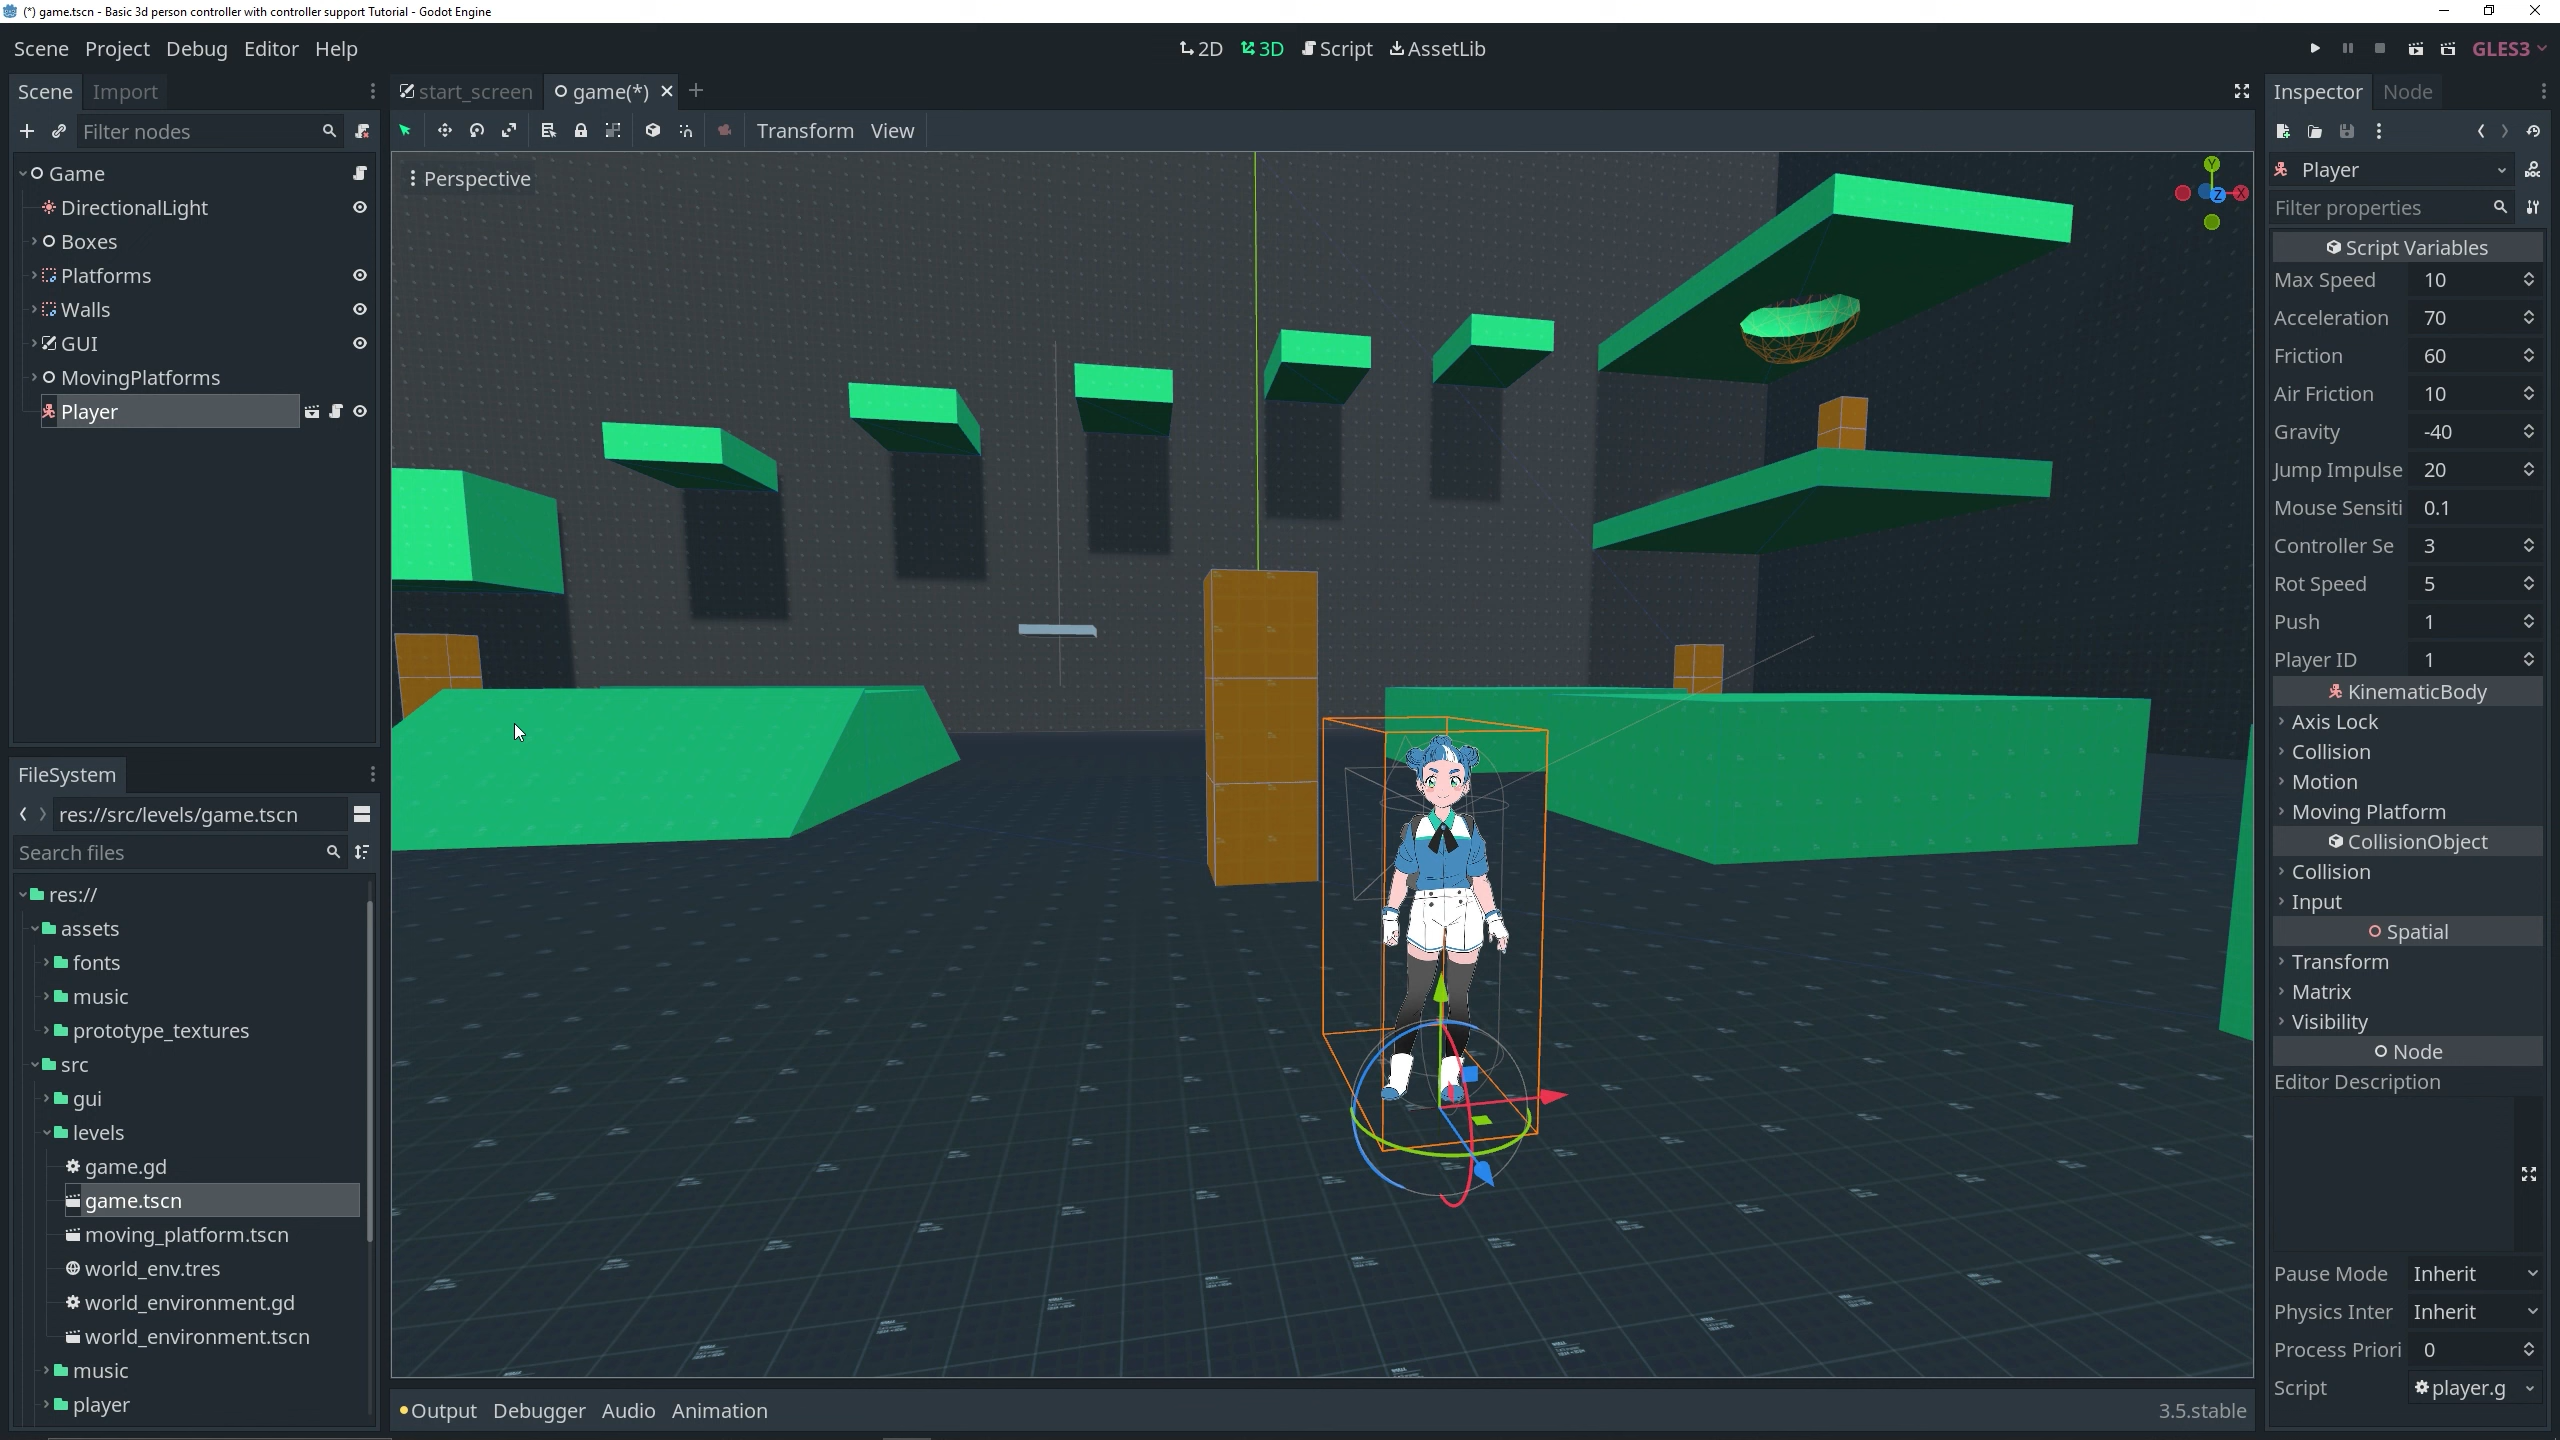 (*) game.tscn - Basic 3d person controller with controller support Tutorial - Godot Engine
Scene Project Debug Editor Help
2D 3D Script AssetLib
GLES3
Scene Import
start_screen game(*)
Inspector Node
Filter nodes
Transform View
Game
DirectionalLight
Boxes
Platforms
Walls
GUI
MovingPlatforms
Player
Perspective
Y
X
Z
FileSystem
res://src/levels/game.tscn
Search files
res://
assets
fonts
music
prototype_textures
src
gui
levels
game.gd
game.tscn
moving_platform.tscn
world_env.tres
world_environment.gd
world_environment.tscn
music
player
Output Debugger Audio Animation
3.5.stable
Player
Filter properties
Script Variables
Max Speed 10
Acceleration 70
Friction 60
Air Friction 10
Gravity -40
Jump Impulse 20
Mouse Sensiti 0.1
Controller Se 3
Rot Speed 5
Push 1
Player ID 1
KinematicBody
Axis Lock
Collision
Motion
Moving Platform
CollisionObject
Collision
Input
Spatial
Transform
Matrix
Visibility
Node
Editor Description
Pause Mode Inherit
Physics Inter Inherit
Process Priori 0
Script player.g